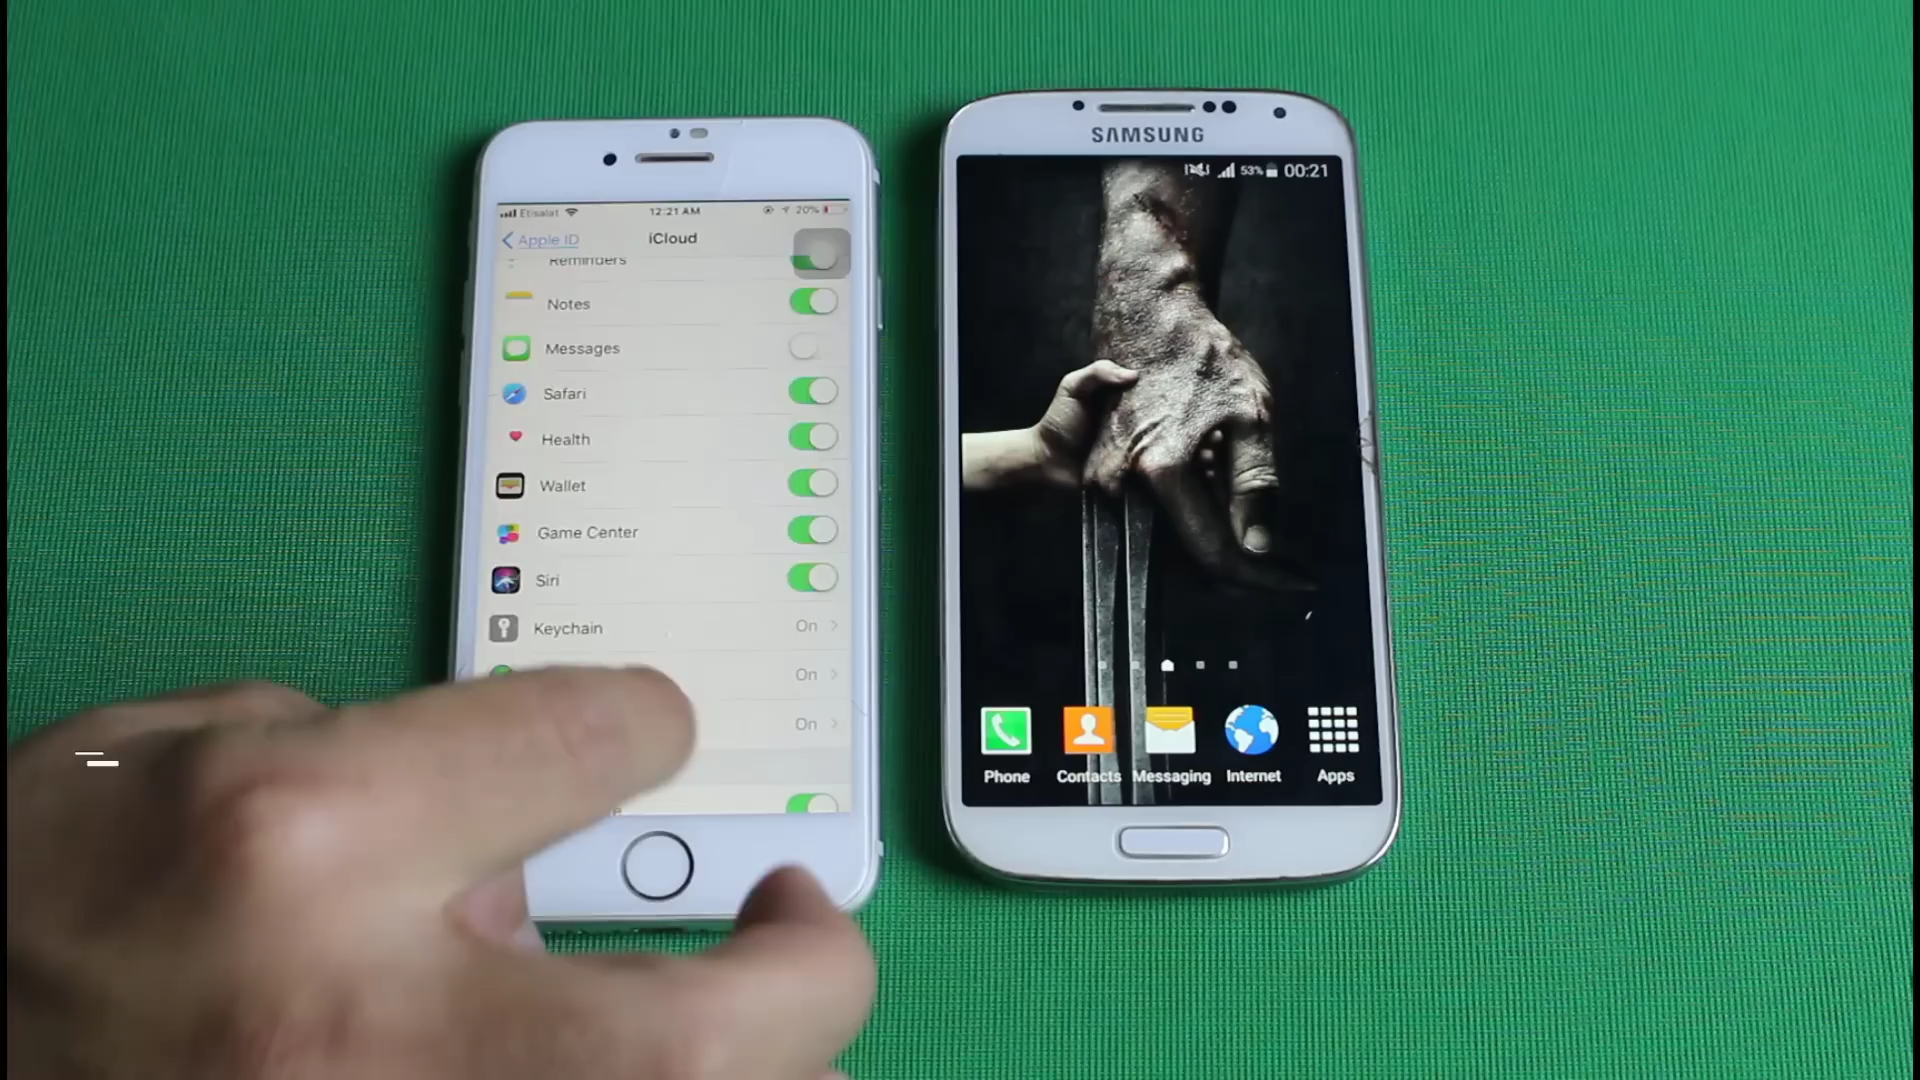 Etisalat
12:21 AM
20%
Apple ID
iCloud
Reminders
Notes
Messages
Safari
Health
Wallet
Game Center
Siri
Keychain
On
On
On
SAMSUNG
53%
00:21
Phone
Contacts
Messaging
Internet
Apps